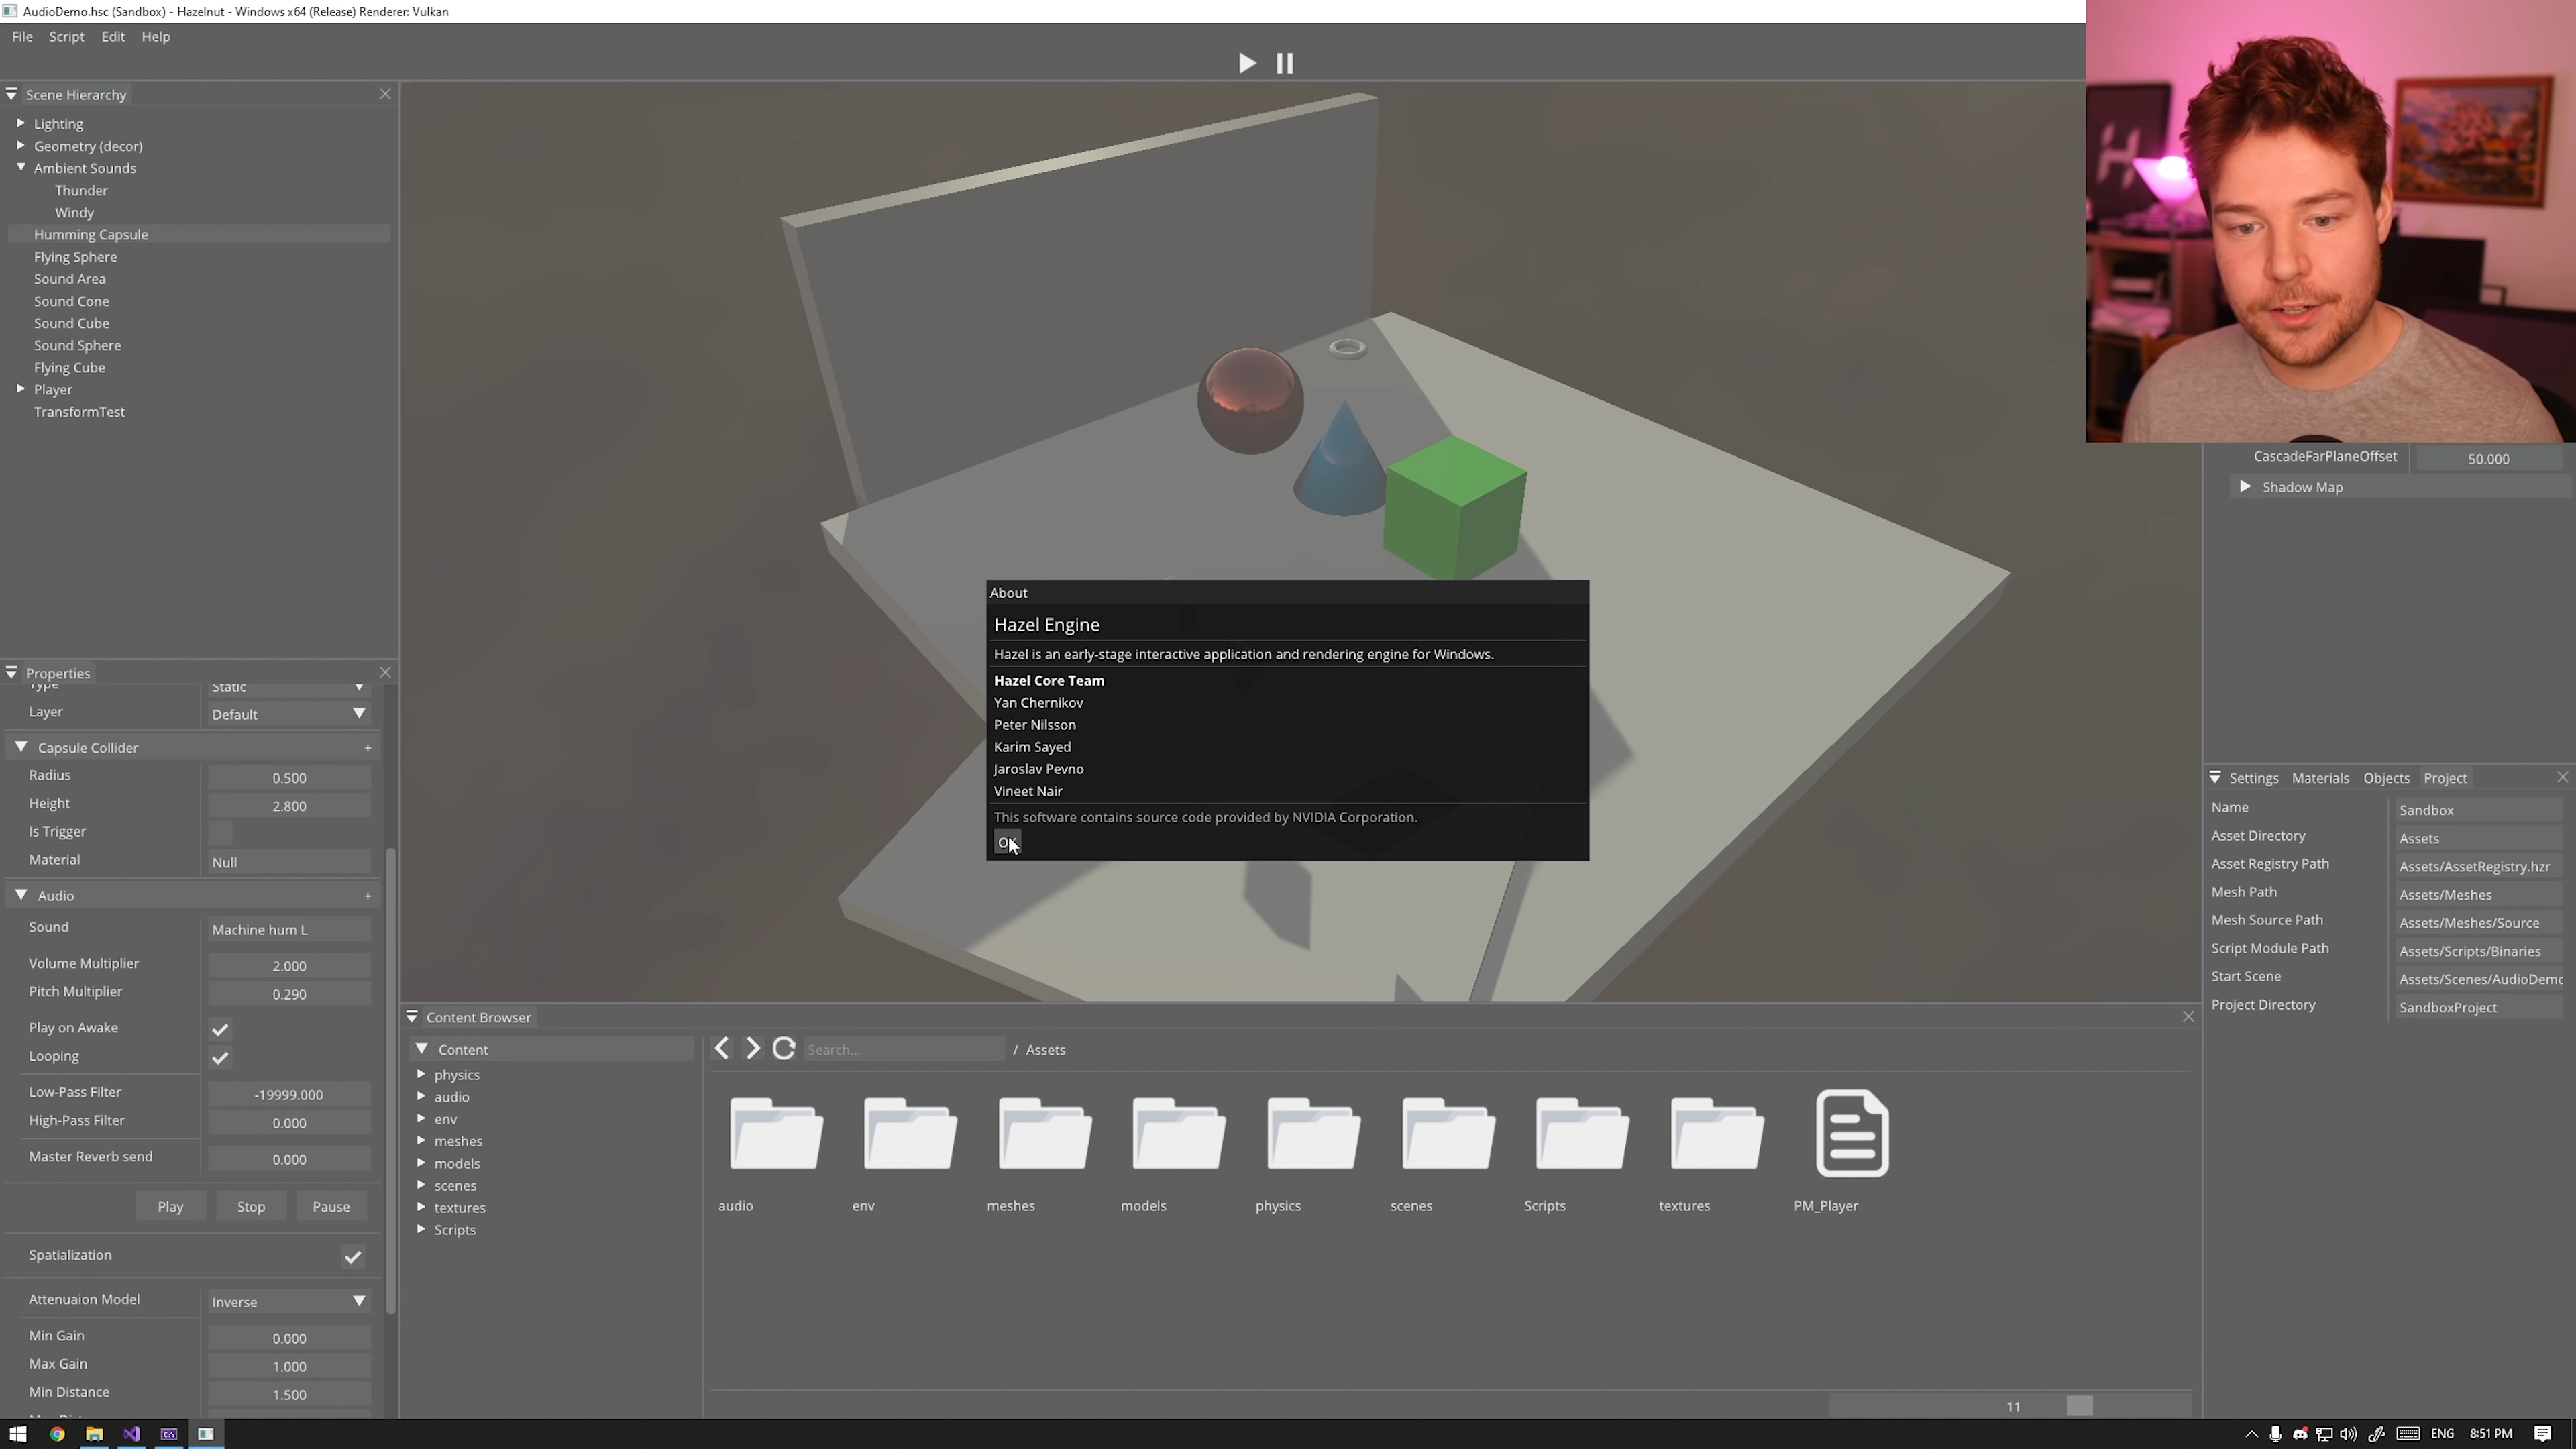 AudioDemo.hsc (Sandbox) - Hazelnut - Windows x64 (Release) Renderer: Vulkan
File Script Edit Help
Scene Hierarchy
Lighting
Geometry (decor)
Ambient Sounds
Thunder
Windy
Humming Capsule
Flying Sphere
Sound Area
Sound Cone
Sound Cube
Sound Sphere
Flying Cube
Player
TransformTest
Properties
Type Static
Layer Default
Capsule Collider +
Radius 0.500
Height 2.800
Is Trigger
Material Null
Audio +
Sound Machine hum L
Volume Multiplier 2.000
Pitch Multiplier 0.290
Play on Awake
Looping
Low-Pass Filter -19999.000
High-Pass Filter 0.000
Master Reverb send 0.000
Play Stop Pause
Spatialization
Attenuaion Model Inverse
Min Gain 0.000
Max Gain 1.000
Min Distance 1.500
About
Hazel Engine
Hazel is an early-stage interactive application and rendering engine for Windows.
Hazel Core Team
Yan Chernikov
Peter Nilsson
Karim Sayed
Jaroslav Pevno
Vineet Nair
This software contains source code provided by NVIDIA Corporation.
OK
Content Browser
Content
physics
audio
env
meshes
models
scenes
textures
Scripts
Search... / Assets
audio env meshes models physics scenes Scripts textures PM_Player
11
CascadeFarPlaneOffset 50.000
Shadow Map
Settings Materials Objects Project
Name Sandbox
Asset Directory Assets
Asset Registry Path Assets/AssetRegistry.hzr
Mesh Path Assets/Meshes
Mesh Source Path Assets/Meshes/Source
Script Module Path Assets/Scripts/Binaries
Start Scene Assets/Scenes/AudioDemo
Project Directory SandboxProject
ENG 8:51 PM